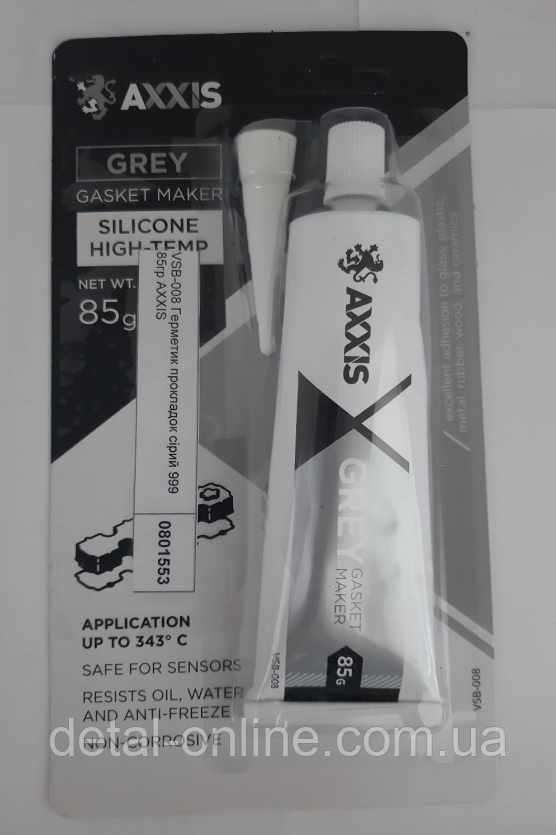 AXXIS
GREY
GASKET MAKER
SILICONE
HIGH-TEMP
NET WT.
85g
VSB-008 Герметик прокладок сірий 999
85гр AXXIS
0801553
APPLICATION
UP TO 343° C
SAFE FOR SENSORS
RESISTS OIL, WATER
AND ANTI-FREEZE
NON-CORROSIVE
AXXIS
GREY
GASKET
MAKER
85G
VSB-008
excellent adhesion to glass, plastic,
metal, rubber, wood and ceramics.
VSB-008
detal-online.com.ua